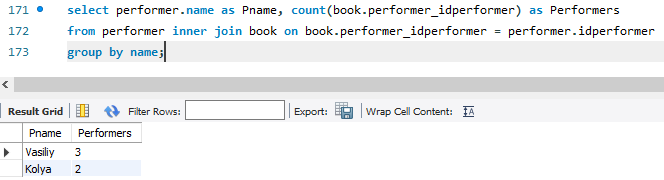 171 select performer.name as Pname, count(book.performer_idperformer) as Performers
172 from performer inner join book on book.performer_idperformer = performer.idperformer
173 group by name;
Result Grid Filter Rows: Export: Wrap Cell Content: IA
Pname Performers
Vasiliy 3
Kolya 2